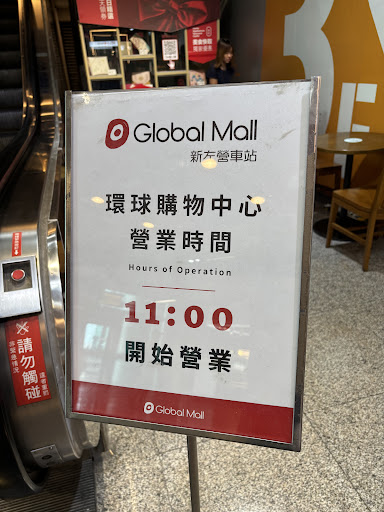 Global Mall
新左營車站
環球購物中心
營業時間
Hours of Operation
11:00
開始營業
Global Mall
請勿觸碰